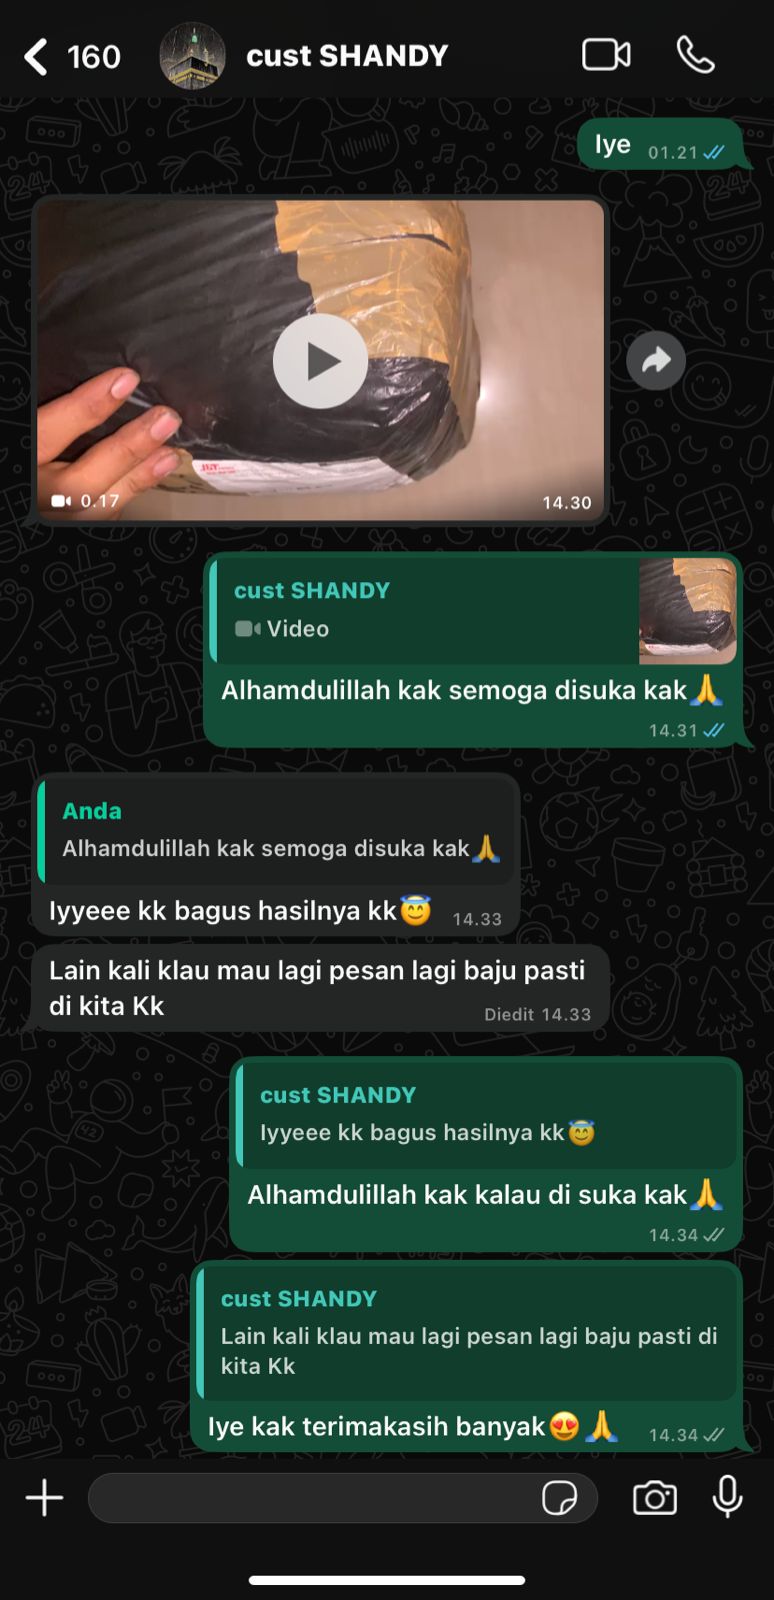 160
cust SHANDY
Iye 01.21
J&T
0.17
14.30
cust SHANDY
Video
Alhamdulillah kak semoga disuka kak🙏
14.31
Anda
Alhamdulillah kak semoga disuka kak🙏
Iyyeee kk bagus hasilnya kk😇 14.33
Lain kali klau mau lagi pesan lagi baju pasti
di kita Kk
Diedit 14.33
cust SHANDY
Iyyeee kk bagus hasilnya kk😇
Alhamdulillah kak kalau di suka kak🙏
14.34
cust SHANDY
Lain kali klau mau lagi pesan lagi baju pasti di
kita Kk
Iye kak terimakasih banyak😍🙏 14.34